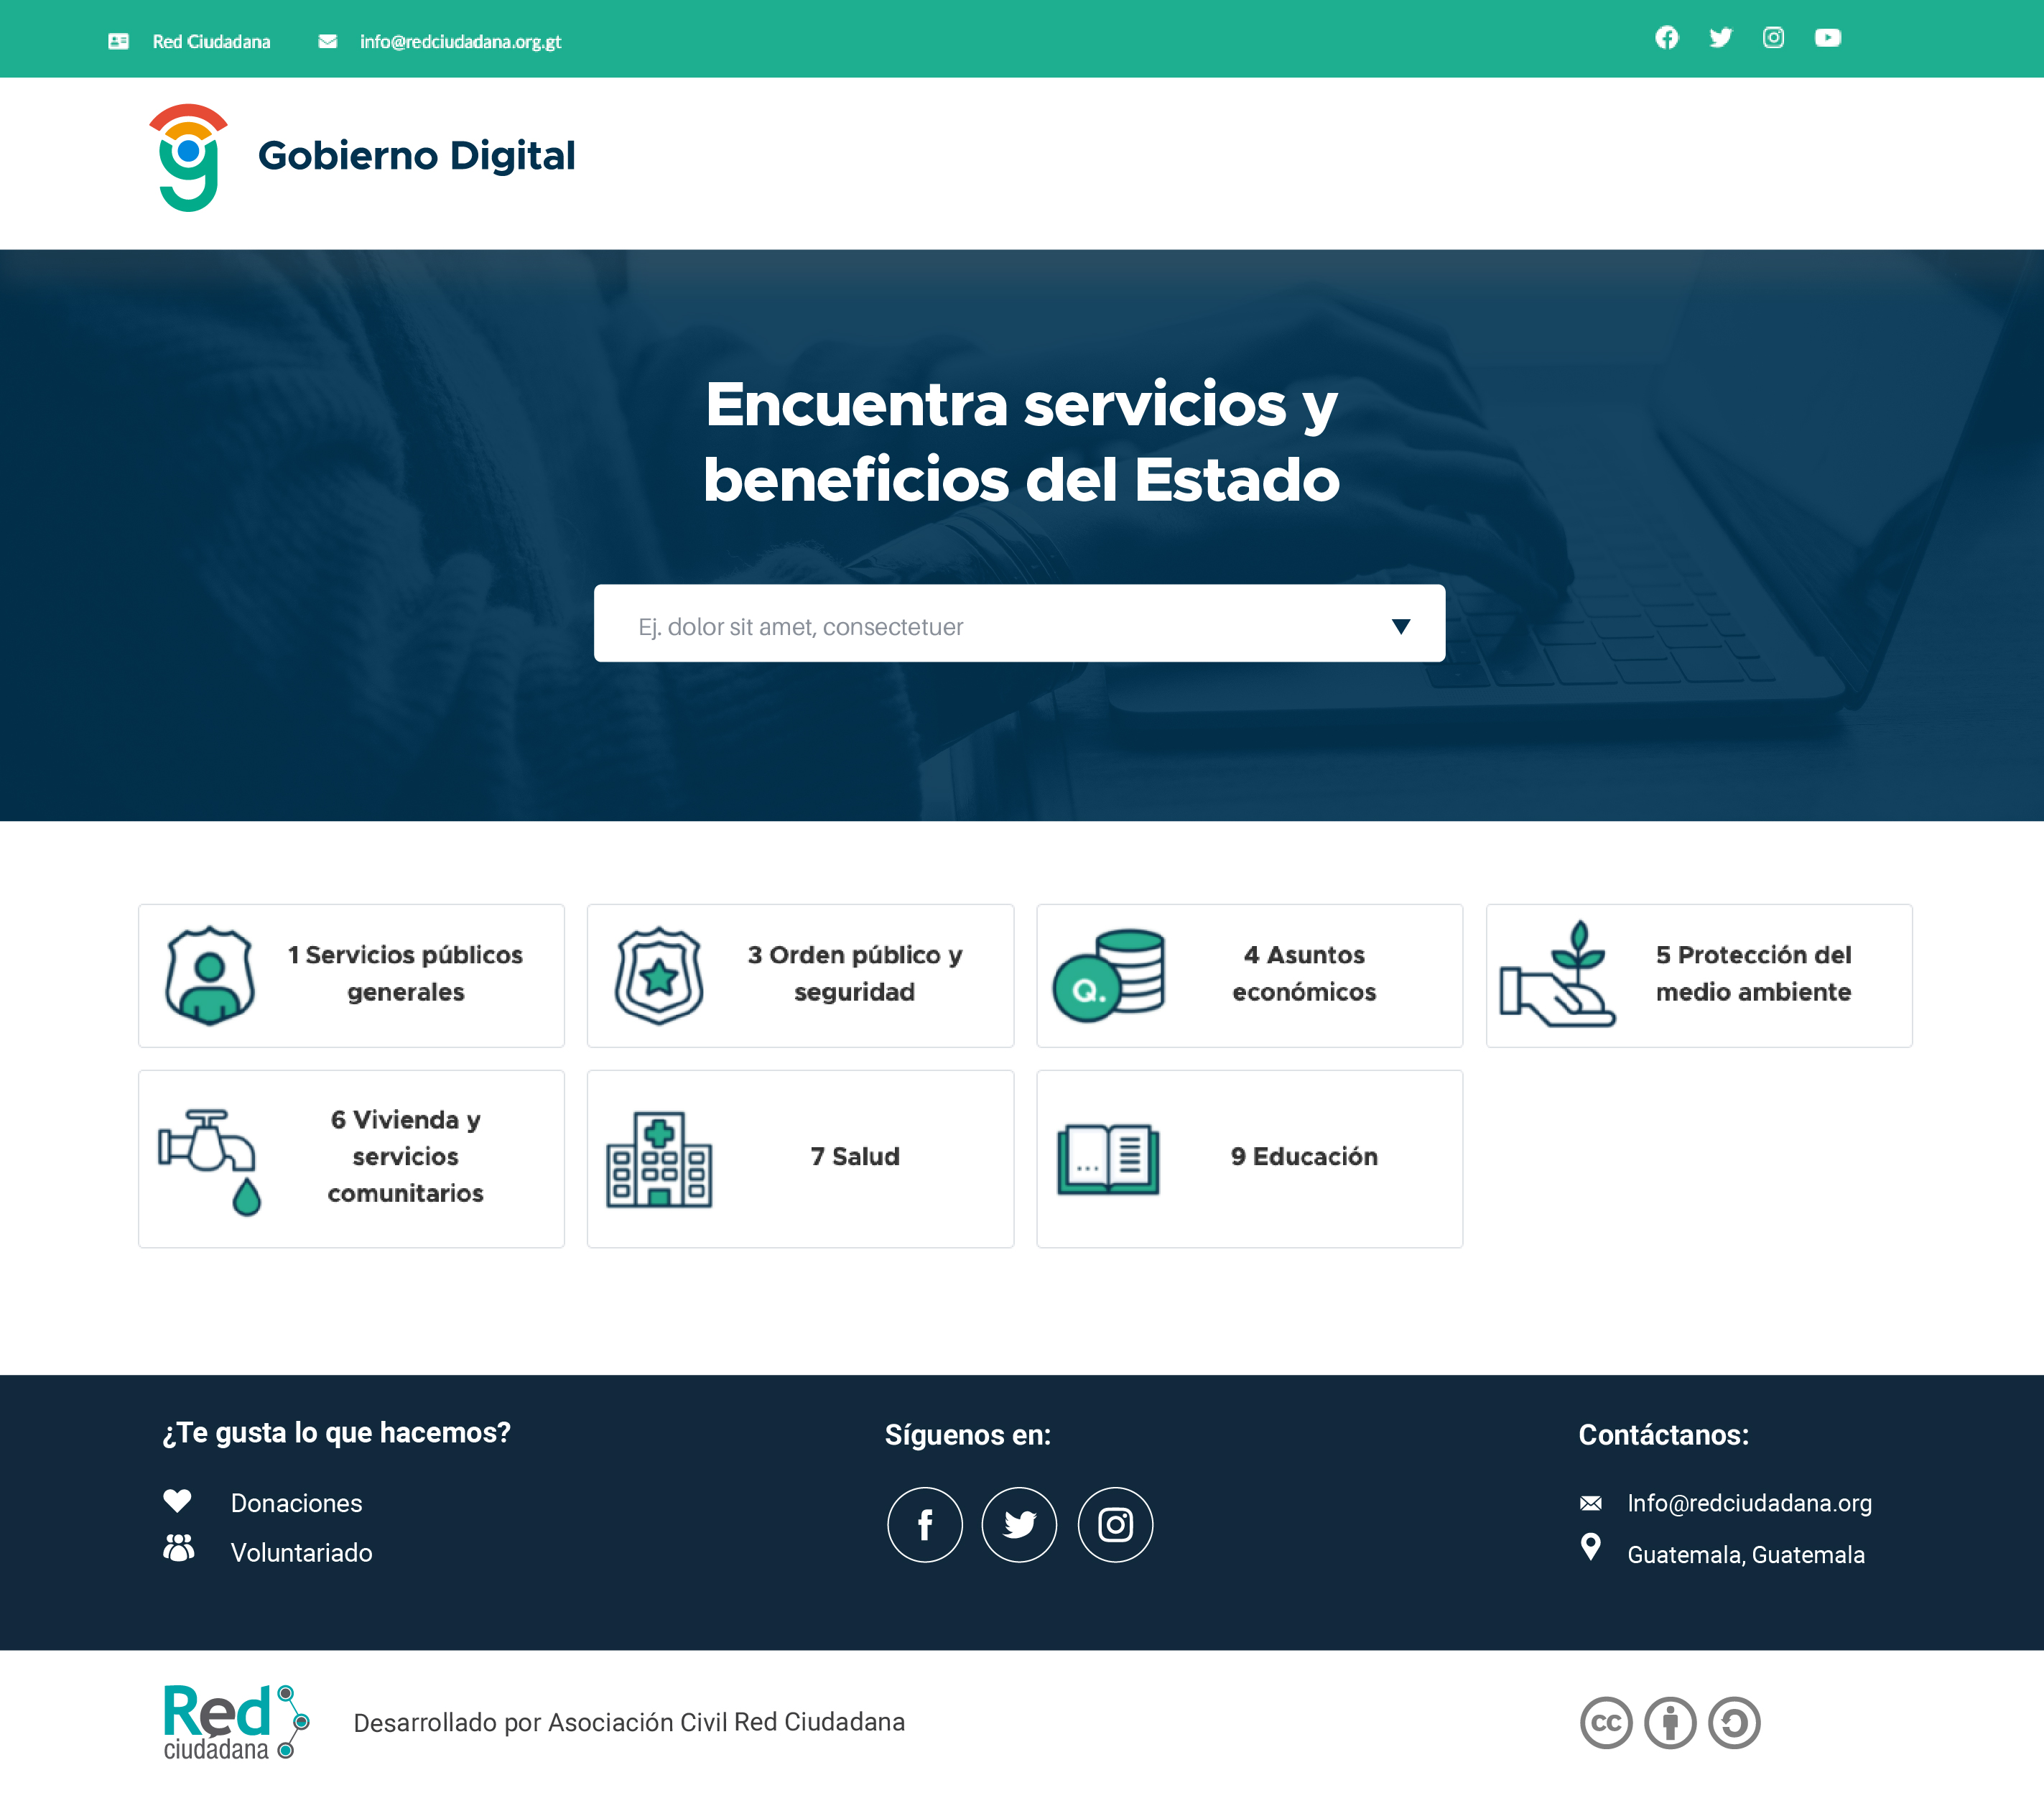 Red Ciudadana
info@redciudadana.org.gt
Gobierno Digital
Encuentra servicios y
beneficios del Estado
Ej. dolor sit amet, consectetuer
1 Servicios públicos
generales
3 Orden público y
seguridad
Q.
4 Asuntos
económicos
5 Protección del
medio ambiente
6 Vivienda y
servicios
comunitarios
7 Salud
9 Educación
¿Te gusta lo que hacemos?
Donaciones
Voluntariado
Síguenos en:
Contáctanos:
Info@redciudadana.org
Guatemala, Guatemala
Red
ciudadana
Desarrollado por Asociación Civil Red Ciudadana
cc